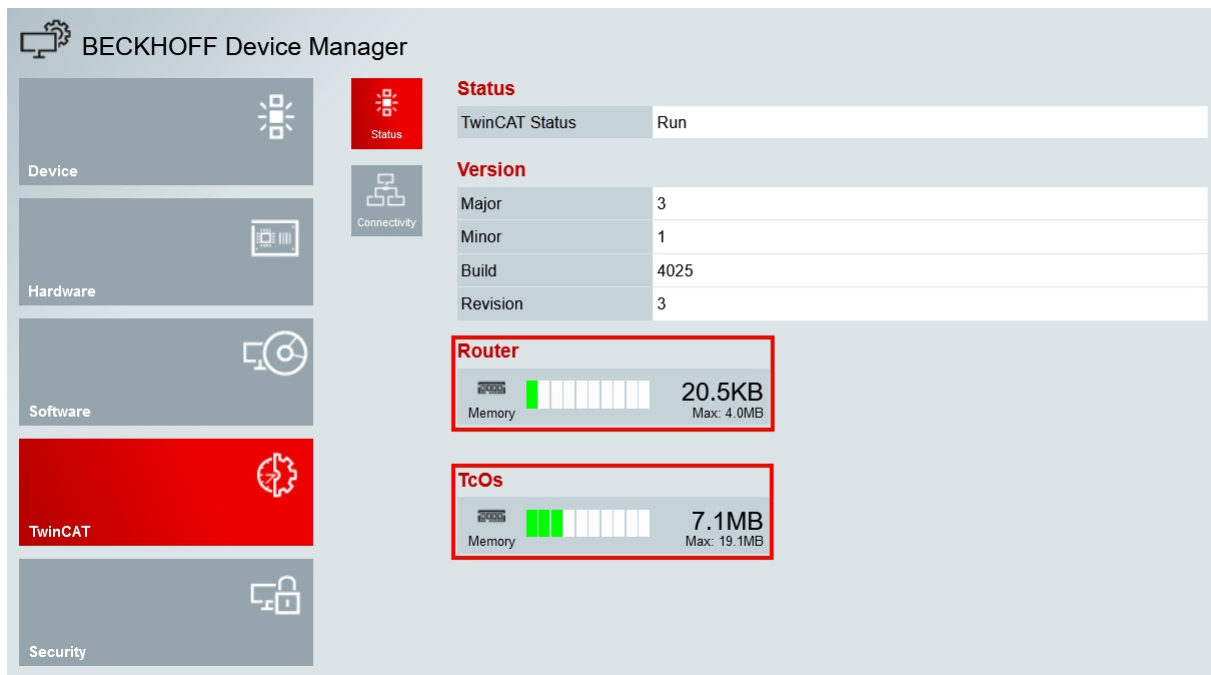 BECKHOFF Device Manager
Device
Hardware
Software
TwinCAT
Security
Status
Connectivity
Status
TwinCAT Status Run
Version
Major 3
Minor 1
Build 4025
Revision 3
Router
20.5KB
Memory Max: 4.0MB
TcOs
7.1MB
Memory Max: 19.1MB